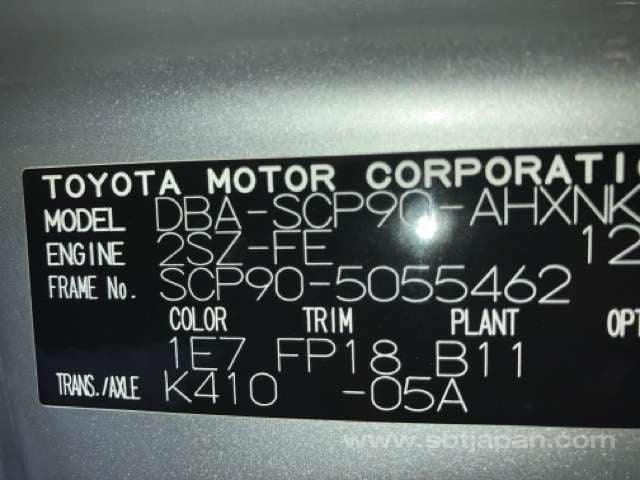 TOYOTA MOTOR CORPORATI
MODEL DBA-SCP90-AHXNK
ENGINE 2SZ-FE 12
FRAME No. SCP90-5055462
COLOR TRIM PLANT OPT
1E7 FP18 B11
TRANS./AXLE K410 -05A
www.sbtjapan.com